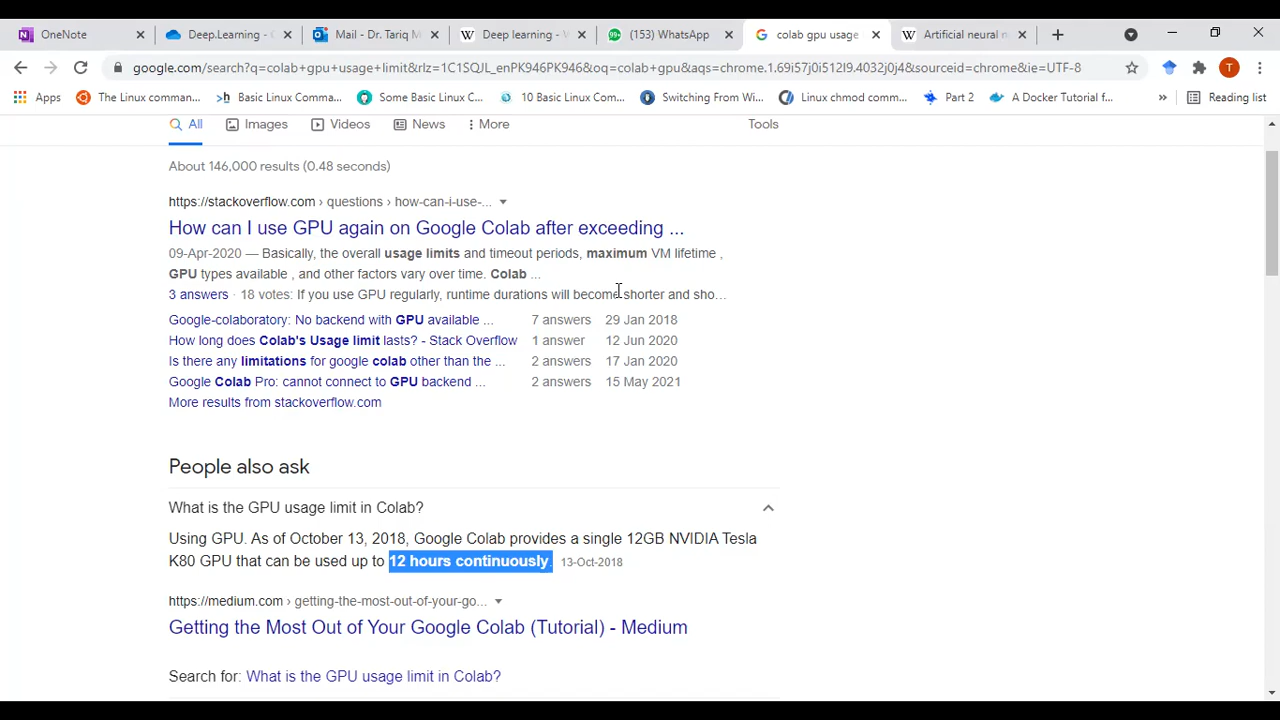 OneNote
Deep.Learning - 
Mail - Dr. Tariq M
Deep learning - W
99+
(153) WhatsApp
colab gpu usage
Artificial neural n
google.com/search?q=colab+gpu+usage+limit&rlz=1C1SQJL_enPK946PK946&oq=colab+gpu&aqs=chrome.1.69i57j0i512l9.4032j0j4&sourceid=chrome&ie=UTF-8
T
Apps
The Linux comman...
Basic Linux Comma...
Some Basic Linux C...
10 Basic Linux Com...
Switching From Wi...
Linux chmod comm...
Part 2
A Docker Tutorial f...
»
Reading list
All
Images
Videos
News
More
Tools
About 146,000 results (0.48 seconds)
https://stackoverflow.com › questions › how-can-i-use-...
How can I use GPU again on Google Colab after exceeding ...
09-Apr-2020 — Basically, the overall usage limits and timeout periods, maximum VM lifetime ,
GPU types available , and other factors vary over time. Colab ...
3 answers · 18 votes: If you use GPU regularly, runtime durations will become shorter and sho...
Google-colaboratory: No backend with GPU available ... 7 answers 29 Jan 2018
How long does Colab's Usage limit lasts? - Stack Overflow 1 answer 12 Jun 2020
Is there any limitations for google colab other than the ... 2 answers 17 Jan 2020
Google Colab Pro: cannot connect to GPU backend ... 2 answers 15 May 2021
More results from stackoverflow.com
People also ask
What is the GPU usage limit in Colab?
Using GPU. As of October 13, 2018, Google Colab provides a single 12GB NVIDIA Tesla
K80 GPU that can be used up to 12 hours continuously. 13-Oct-2018
https://medium.com › getting-the-most-out-of-your-go...
Getting the Most Out of Your Google Colab (Tutorial) - Medium
Search for: What is the GPU usage limit in Colab?